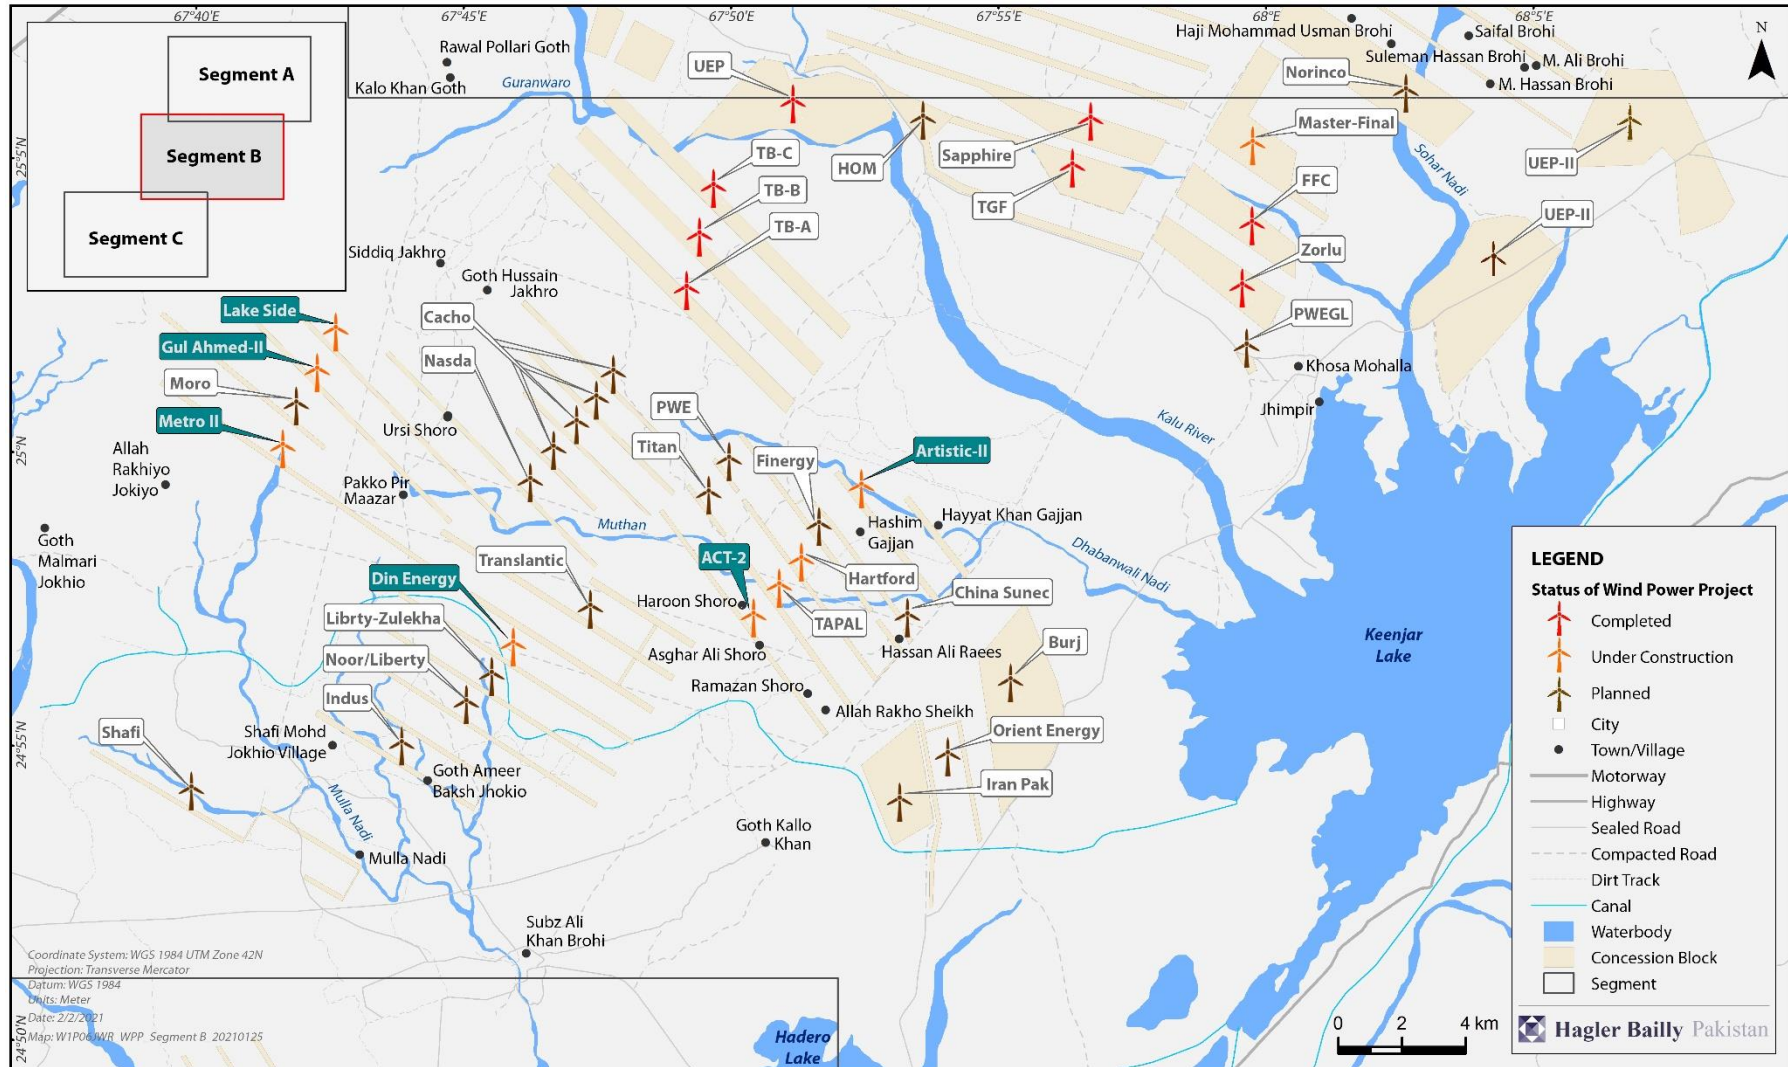 67°40'E
67°45'E
67°50'E
67°55'E
68°E
68°5'E
Segment A
Segment B
Segment C
Rawal Pollari Goth
Kalo Khan Goth
Guranwaro
UEP
Haji Mohammad Usman Brohi
Saifal Brohi
Suleman Hassan Brohi
M. Ali Brohi
M. Hassan Brohi
Norinco
N
25°5'N
TB-C
TB-B
TB-A
HOM
Sapphire
TGF
Master-Final
FFC
Zorlu
Sohar Nadi
UEP-II
UEP-II
Siddiq Jakhro
Goth Hussain
Jakhro
Lake Side
Gul Ahmed-II
Moro
Metro II
Cacho
Nasda
PWEGL
Khosa Mohalla
Jhimpir
Kalu River
25°N
Allah
Rakhiyo
Jokiyo
Ursi Shoro
Pakko Pir
Maazar
PWE
Titan
Finergy
Artistic-II
Goth
Malmari
Jokhio
Muthan
Hashim
Gajjan
Hayyat Khan Gajjan
Dhabanwali Nadi
Translantic
ACT-2
Hartford
Din Energy
Haroon Shoro
TAPAL
China Sunec
Librty-Zulekha
Noor/Liberty
Indus
Asghar Ali Shoro
Hassan Ali Raees
Burj
Keenjar
Lake
Ramazan Shoro
Allah Rakho Sheikh
24°55'N
Shafi
Shafi Mohd
Jokhio Village
Goth Ameer
Baksh Jhokio
Orient Energy
Iran Pak
Mulla Nadi
Mulla Nadi
Goth Kallo
Khan
Subz Ali
Khan Brohi
24°50'N
Hadero
Lake
Coordinate System: WGS 1984 UTM Zone 42N
Projection: Transverse Mercator
Datum: WGS 1984
Units: Meter
Date: 2/2/2021
Map: W1P06JWR WPP Segment B 20210125
0 2 4 km
LEGEND
Status of Wind Power Project
Completed
Under Construction
Planned
City
Town/Village
Motorway
Highway
Sealed Road
Compacted Road
Dirt Track
Canal
Waterbody
Concession Block
Segment
Hagler Bailly Pakistan